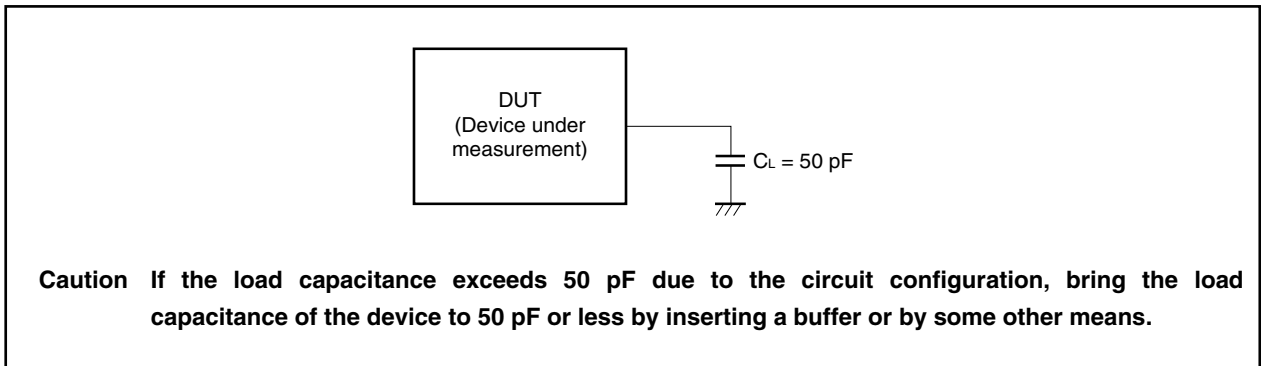 DUT
(Device under
measurement)
CL = 50 pF
Caution If the load capacitance exceeds 50 pF due to the circuit configuration, bring the load
capacitance of the device to 50 pF or less by inserting a buffer or by some other means.